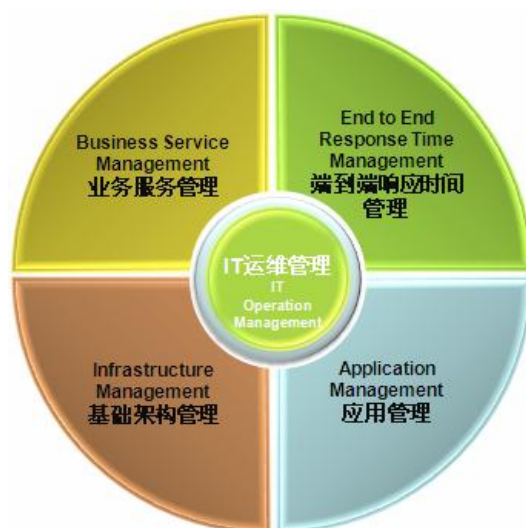 Business Service
Management
业务服务管理
End to End
Response Time
Management
端到端响应时间
管理
IT运维管理
IT
Operation
Management
Infrastructure
Management
基础架构管理
Application
Management
应用管理